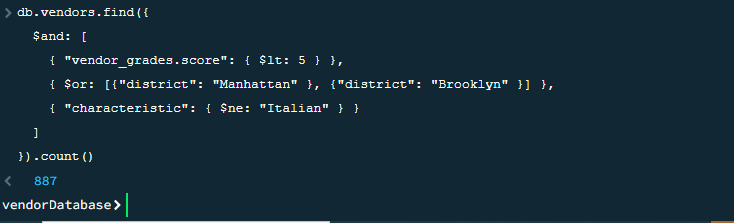 > db.vendors.find({
$and: [
{ "vendor_grades.score": { $lt: 5 } },
{ $or: [{"district": "Manhattan" }, {"district": "Brooklyn" }] },
{ "characteristic": { $ne: "Italian" } }
]
}).count()
< 887
vendorDatabase>